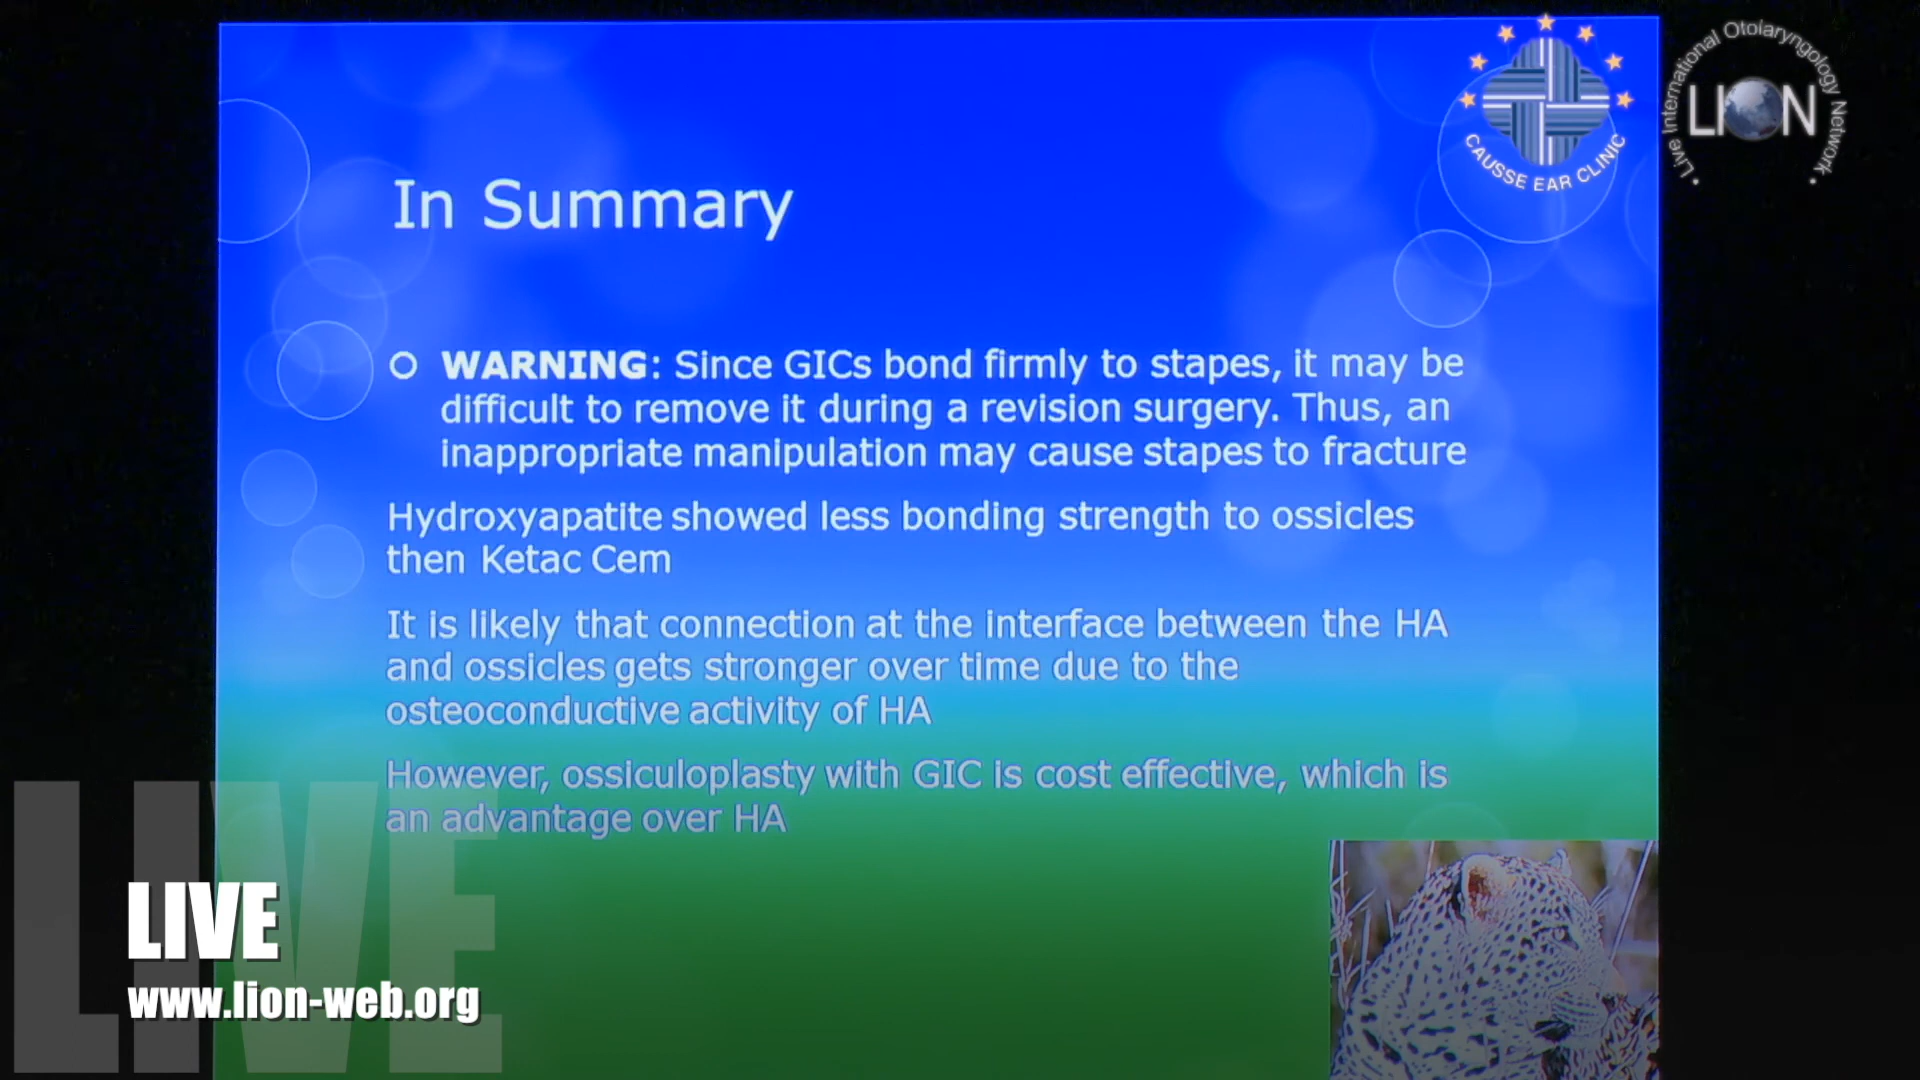 In Summary
WARNING: Since GICs bond firmly to stapes, it may be
difficult to remove it during a revision surgery. Thus, an
inappropriate manipulation may cause stapes to fracture
Hydroxyapatite showed less bonding strength to ossicles
then Ketac Cem
It is likely that connection at the interface between the HA
and ossicles gets stronger over time due to the
osteoconductive activity of HA
However, ossiculoplasty with GIC is cost effective, which is
an advantage over HA
CAUSSE EAR CLINIC
• Live International Otolaryngology Network •
LION
LIVE
LIVE
www.lion-web.org